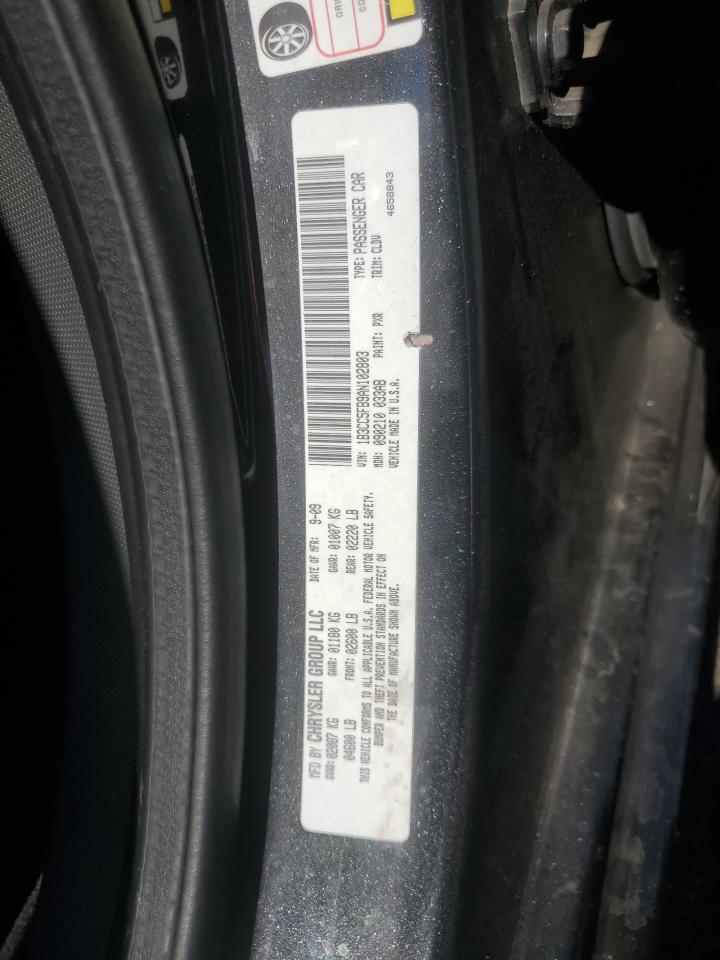 MFD BY CHRYSLER GROUP LLC DATE OF MFR: 9-09
GVWR: 02087 KG GAWR: 01180 KG GAWR: 01007 KG
04600 LB FRONT: 02600 LB REAR: 02220 LB
THIS VEHICLE CONFORMS TO ALL APPLICABLE U.S.A. FEDERAL MOTOR VEHICLE SAFETY,
BUMPER AND THEFT PREVENTION STANDARDS IN EFFECT ON
THE DATE OF MANUFACTURE SHOWN ABOVE.
VIN: 1B3CC5FB9AN102803 TYPE: PASSENGER CAR
MDH: 090210 033AB PAINT: PXR TRIM: CLDV
VEHICLE MADE IN U.S.A. 4658843